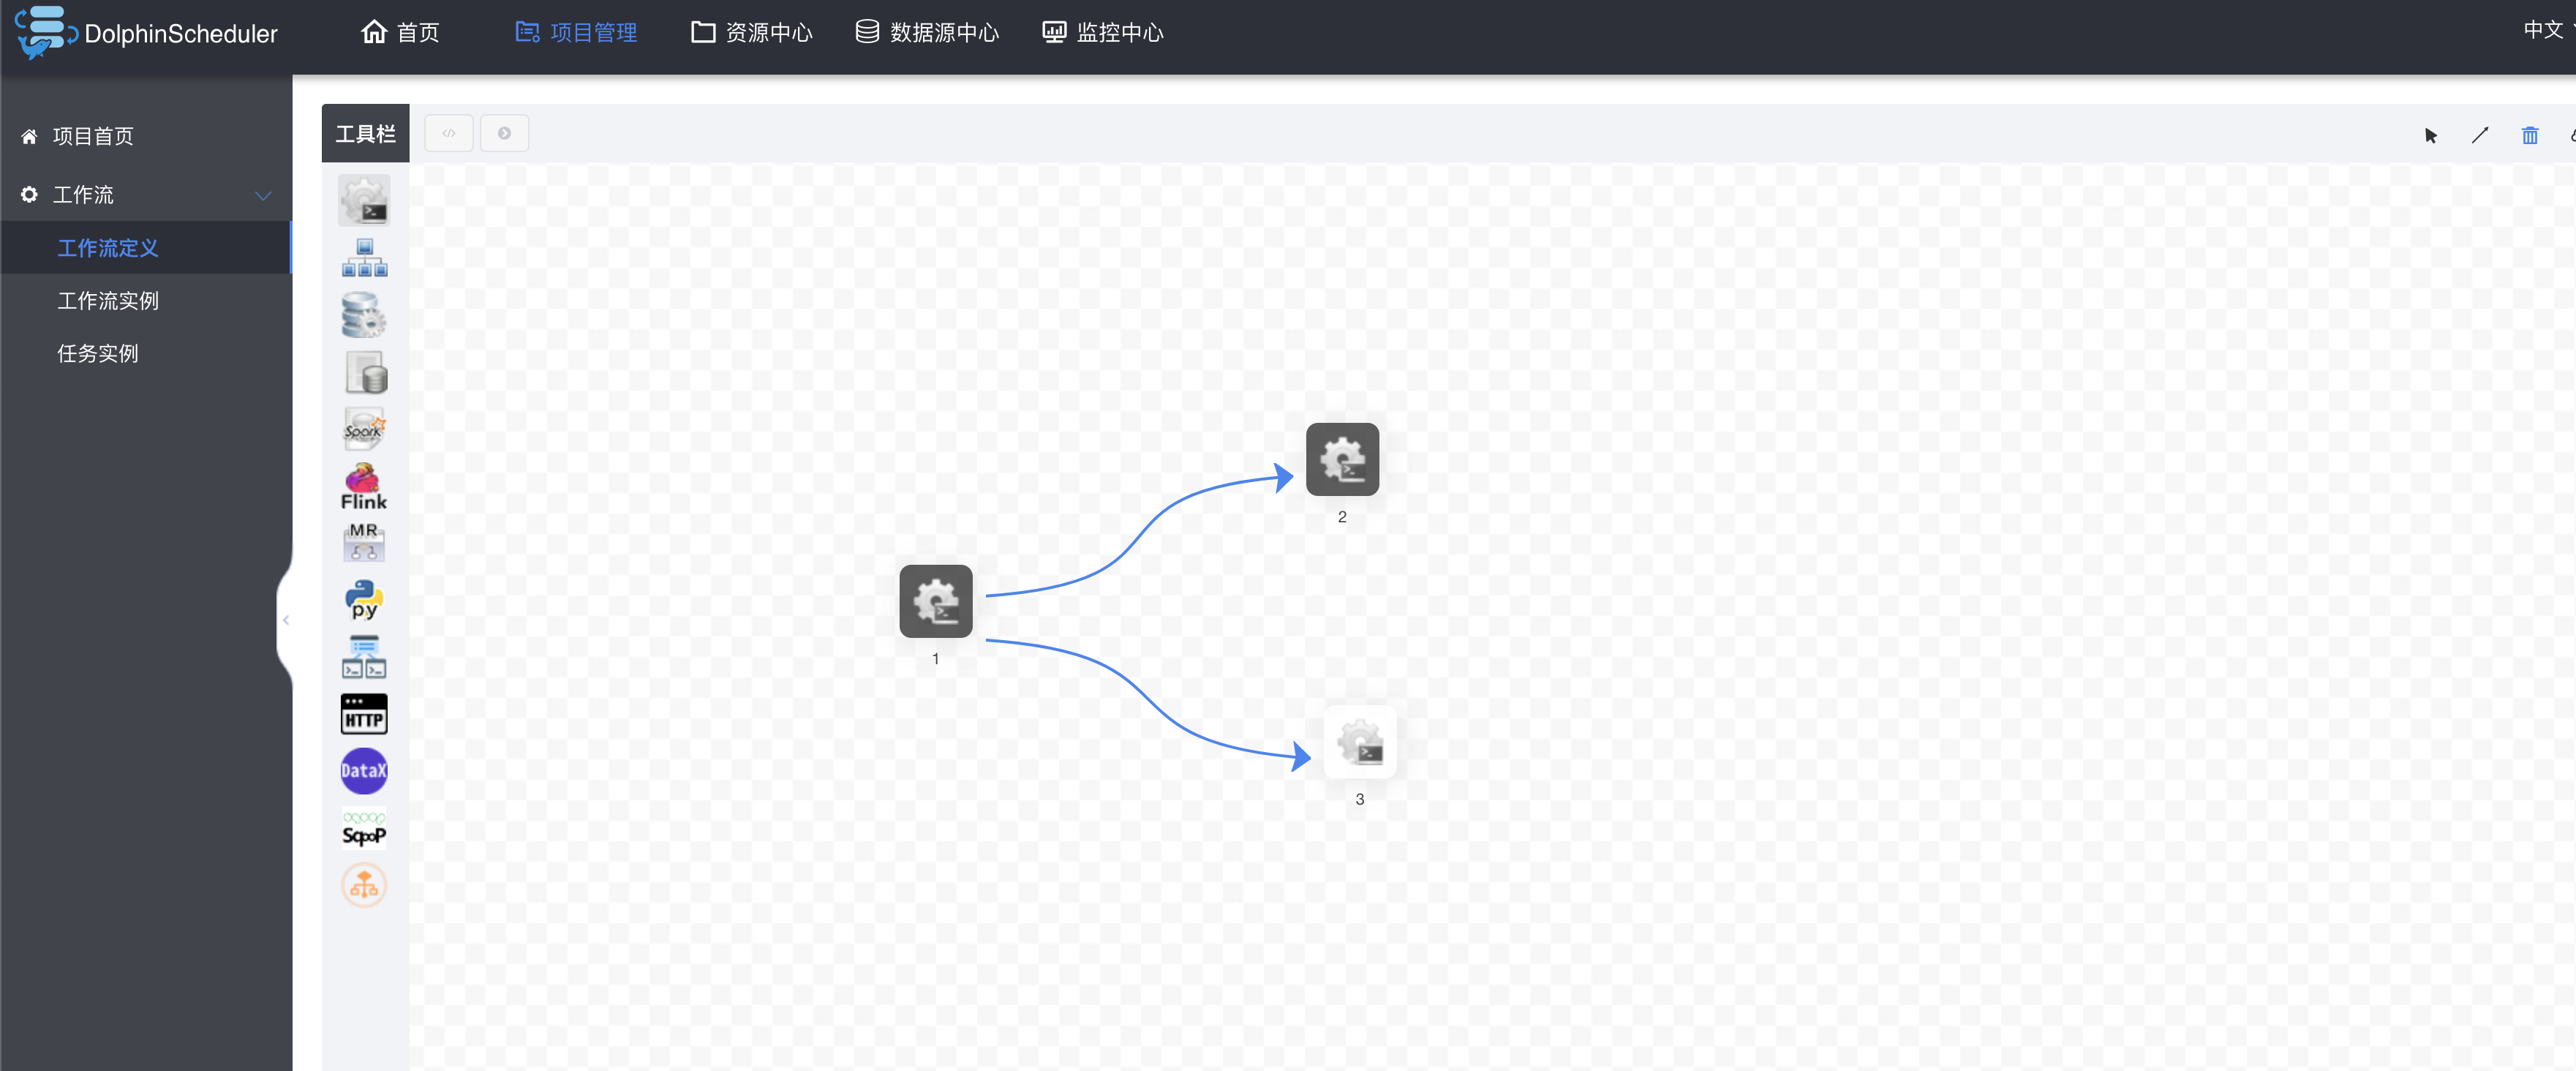 DolphinScheduler
首页
项目管理
资源中心
数据源中心
监控中心
中文
项目首页
工作流
工作流定义
工作流实例
任务实例
工具栏
Spark
Flink
MR
py
HTTP
DataX
SqooP
1
2
3